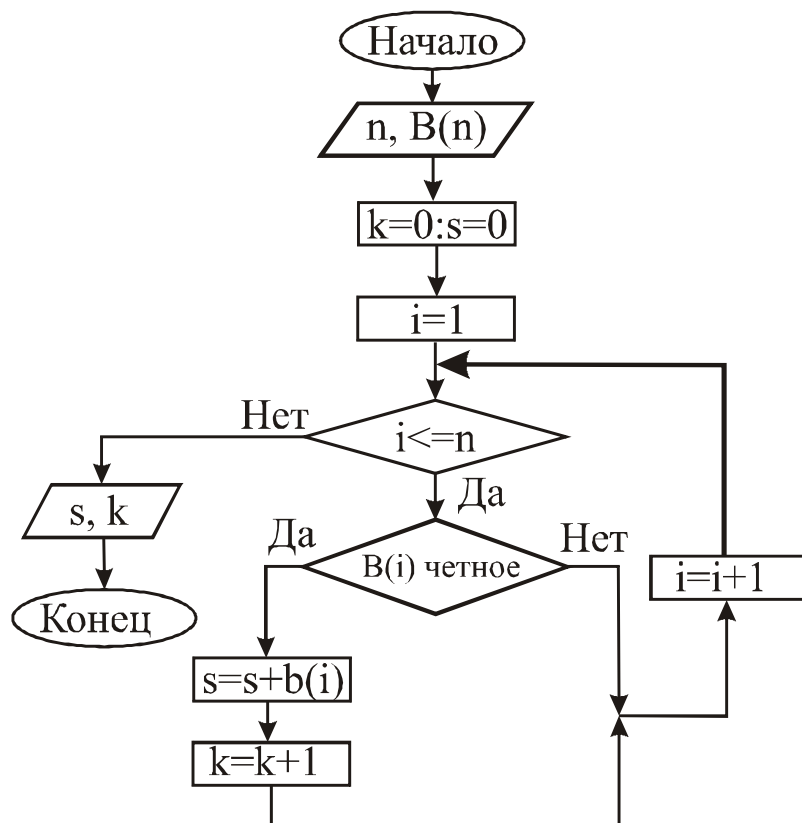 Начало
n, B(n)
k=0:s=0
i=1
i<=n
Нет
Да
s, k
Конец
B(i) четное
Да
Нет
s=s+b(i)
k=k+1
i=i+1